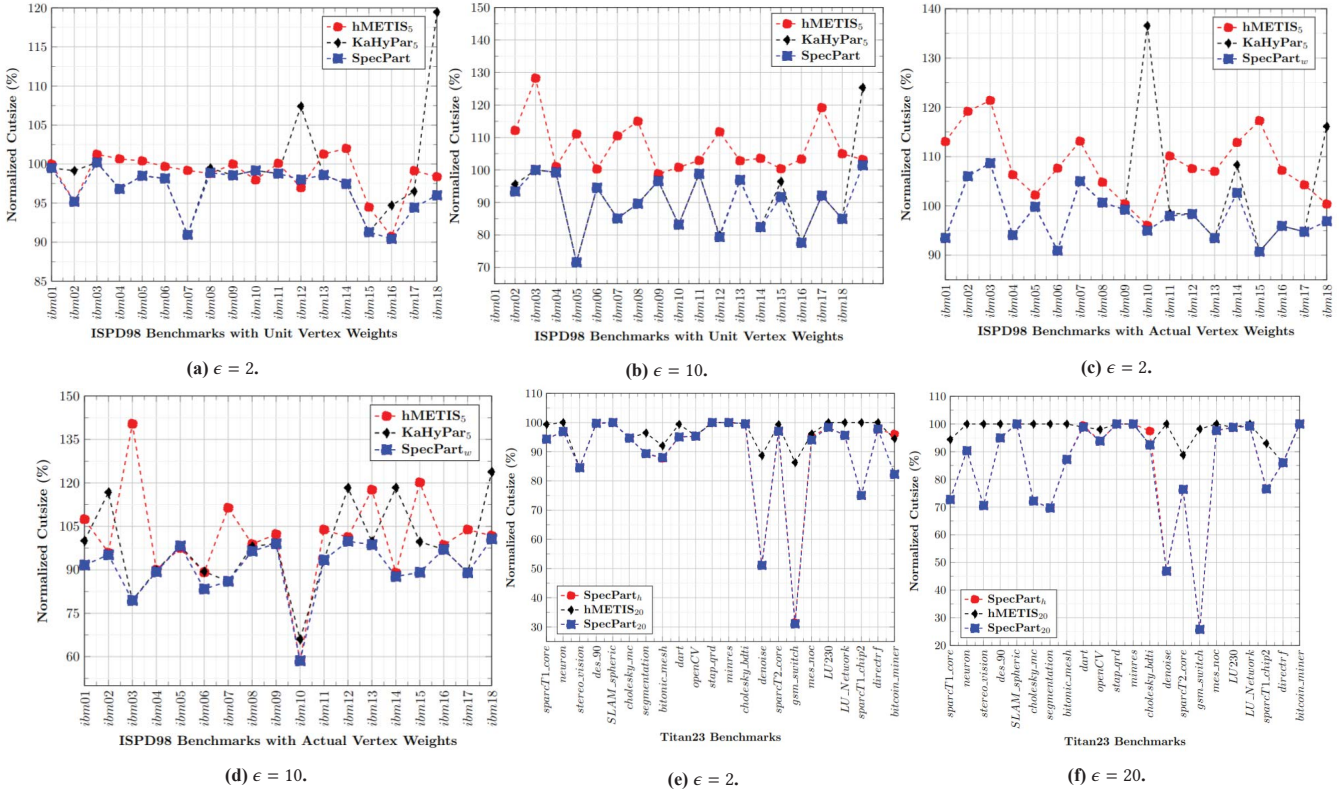 120
115
110
105
100
95
90
85
Normalized Cutsize (%)
hMETIS₅
KaHyPar₅
SpecPart
ibm01
ibm02
ibm03
ibm04
ibm05
ibm06
ibm07
ibm08
ibm09
ibm10
ibm11
ibm12
ibm13
ibm14
ibm15
ibm16
ibm17
ibm18
ISPD98 Benchmarks with Unit Vertex Weights
(a) ϵ = 2.
150
140
130
120
110
100
90
80
70
Normalized Cutsize (%)
hMETIS₅
KaHyPar₅
SpecPart
ibm01
ibm02
ibm03
ibm04
ibm05
ibm06
ibm07
ibm08
ibm09
ibm10
ibm11
ibm12
ibm13
ibm14
ibm15
ibm16
ibm17
ibm18
ISPD98 Benchmarks with Unit Vertex Weights
(b) ϵ = 10.
140
130
120
110
100
90
Normalized Cutsize (%)
hMETIS₅
KaHyPar₅
SpecPart_w
ibm01
ibm02
ibm03
ibm04
ibm05
ibm06
ibm07
ibm08
ibm09
ibm10
ibm11
ibm12
ibm13
ibm14
ibm15
ibm16
ibm17
ibm18
ISPD98 Benchmarks with Actual Vertex Weights
(c) ϵ = 2.
150
135
120
105
90
75
60
Normalized Cutsize (%)
hMETIS₅
KaHyPar₅
SpecPart_w
ibm01
ibm02
ibm03
ibm04
ibm05
ibm06
ibm07
ibm08
ibm09
ibm10
ibm11
ibm12
ibm13
ibm14
ibm15
ibm16
ibm17
ibm18
ISPD98 Benchmarks with Actual Vertex Weights
(d) ϵ = 10.
110
100
90
80
70
60
50
40
30
Normalized Cutsize (%)
SpecPart_h
hMETIS₂₀
SpecPart₂₀
sparcT1_core
neuron
stereo_vision
des_90
SLAM_spheric
cholesky_mc
segmentation
bitonic_mesh
dart
openCV
stap_qrd
minres
cholesky_bdti
denoise
sparcT2_core
gsm_switch
mes_noc
LU230
LU_Network
sparcT1_chip2
directrf
bitcoin_miner
Titan23 Benchmarks
(e) ϵ = 2.
110
100
90
80
70
60
50
40
30
20
Normalized Cutsize (%)
SpecPart_h
hMETIS₂₀
SpecPart₂₀
sparcT1_core
neuron
stereo_vision
des_90
SLAM_spheric
cholesky_mc
segmentation
bitomic_mesh
dart
openCV
stap_qrd
minres
cholesky_bdti
denoise
sparcT2_core
gsm_switch
mes_noc
LU230
LU_Network
sparcT1_chip2
directrf
bitcoin_miner
Titan23 Benchmarks
(f) ϵ = 20.